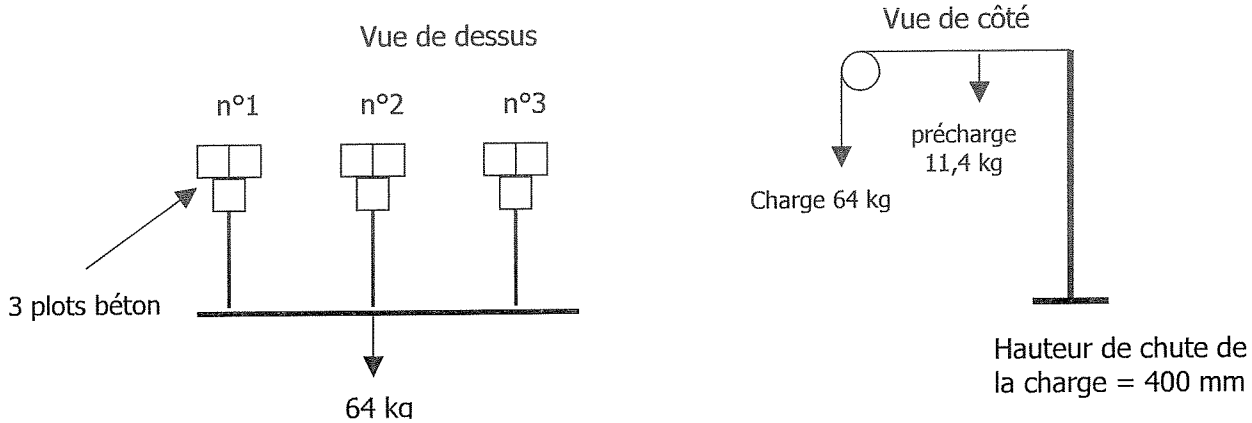 Vue de dessus
n°1
n°2
n°3
3 plots béton
64 kg
Vue de côté
précharge
11,4 kg
Charge 64 kg
Hauteur de chute de
la charge = 400 mm